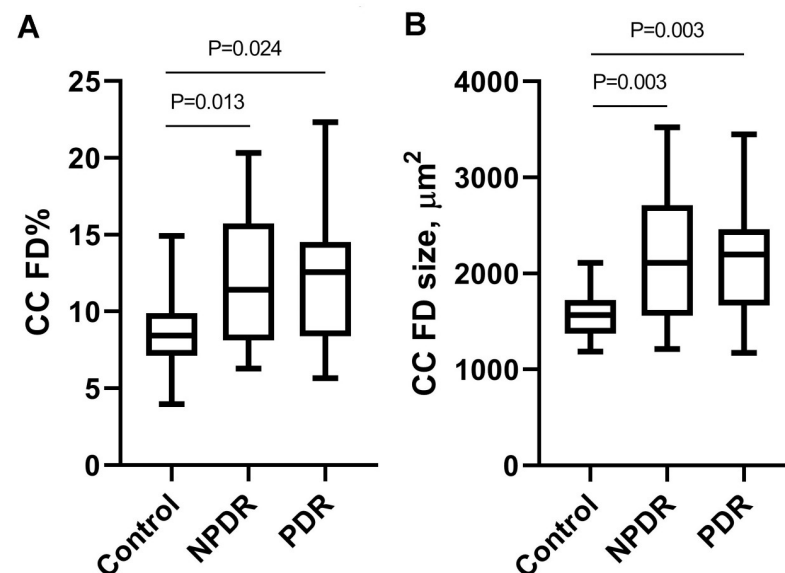 A
P=0.024
P=0.013
CC FD%
25
20
15
10
5
0
Control
NPDR
PDR
B
P=0.003
P=0.003
CC FD size, μm²
4000
3000
2000
1000
0
Control
NPDR
PDR